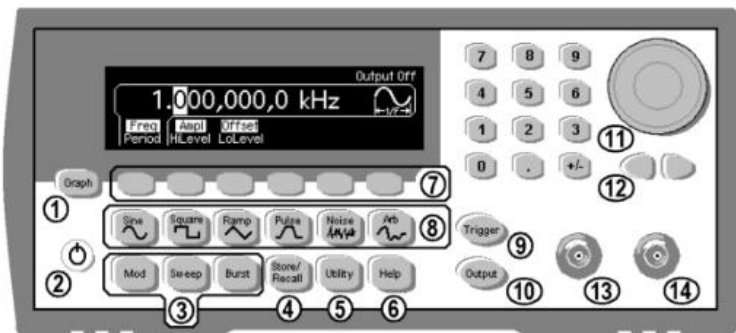 Output Off
1.000,000,0 kHz
1/F
Freq Ampl Offset
Period HiLevel LoLevel
7 8 9
4 5 6
1 2 3
0 . +/-
11
12
Graph
1
7
Sine Square Ramp Pulse Noise Arb
8
Trigger
9
2
Mod Sweep Burst Store/
Recall Utility Help
Output
10
3 4 5 6
13 14